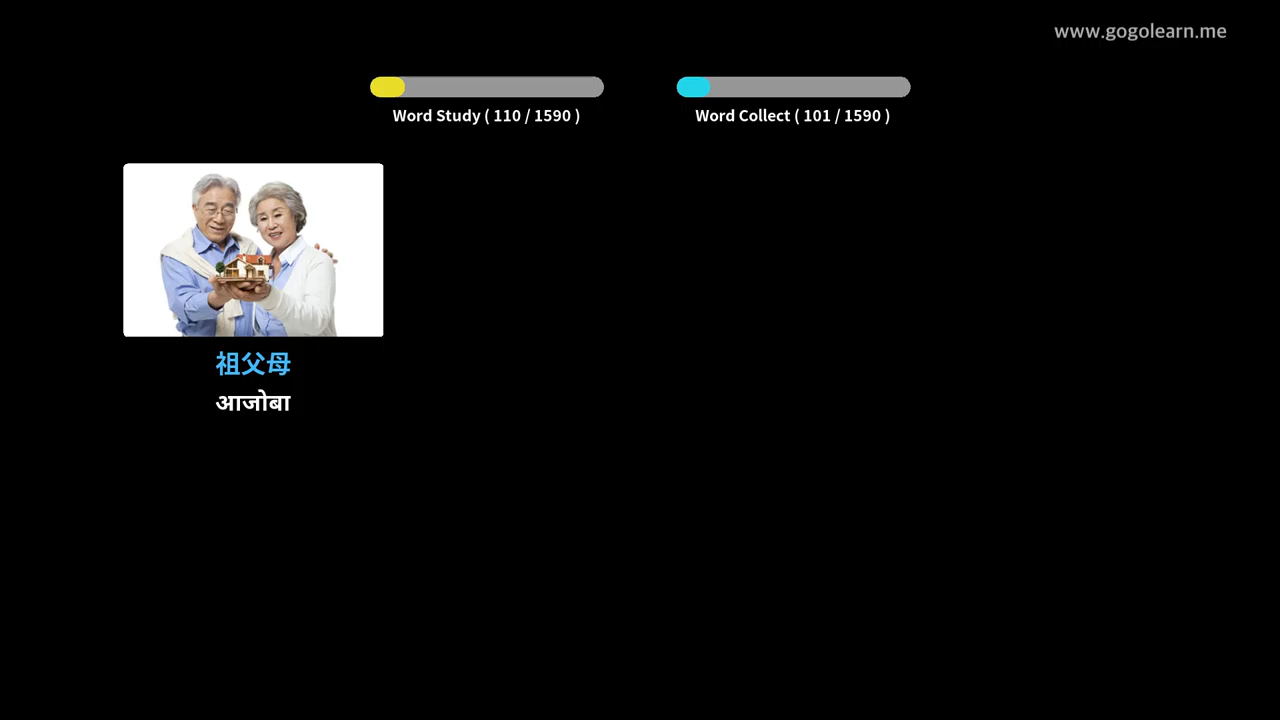 www.gogolearn.me
Word Study ( 110 / 1590 )
Word Collect ( 101 / 1590 )
祖父母
आजोबा